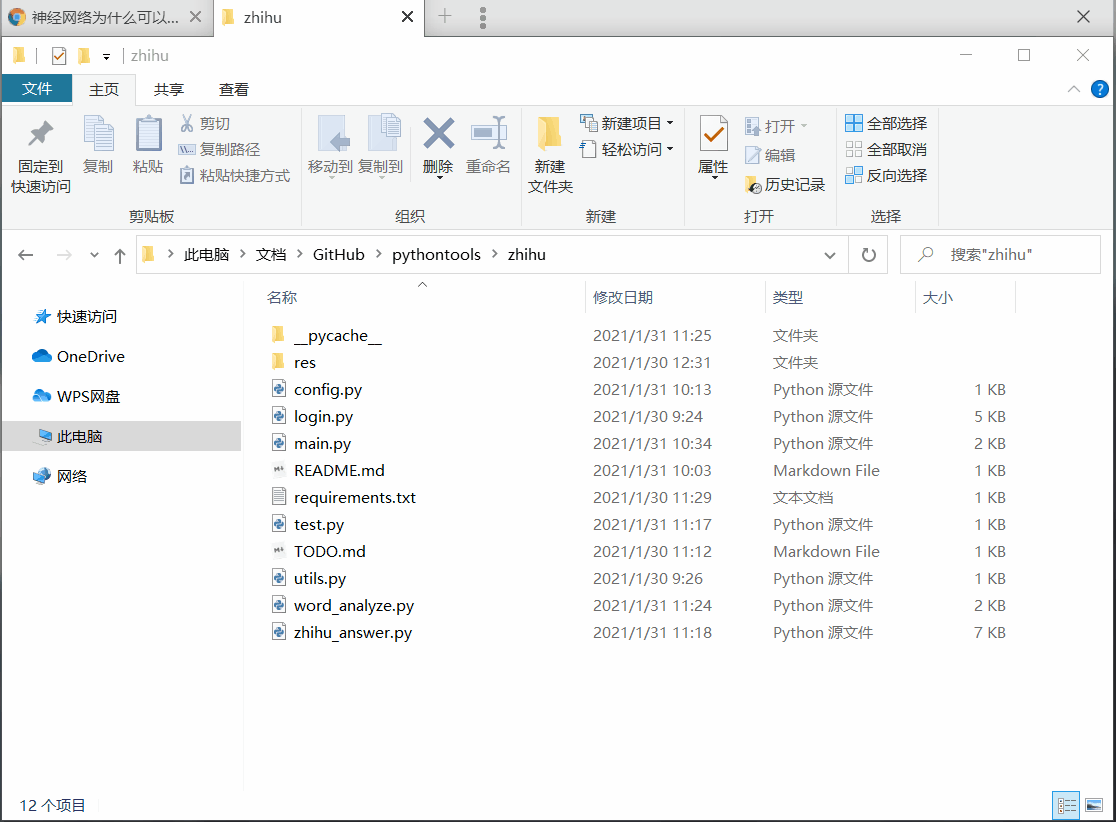 神经网络为什么可以...
zhihu
zhihu
文件 主页 共享 查看
固定到快速访问 复制 粘贴 剪切 复制路径 粘贴快捷方式
移动到 复制到 删除 重命名
新建文件夹 新建项目 轻松访问
属性 打开 编辑 历史记录
全部选择 全部取消 反向选择
剪贴板 组织 新建 打开 选择
此电脑 文档 GitHub pythontools zhihu 搜索"zhihu"
快速访问
OneDrive
WPS网盘
此电脑
网络
名称 修改日期 类型 大小
__pycache__ 2021/1/31 11:25 文件夹
res 2021/1/30 12:31 文件夹
config.py 2021/1/31 10:13 Python 源文件 1 KB
login.py 2021/1/30 9:24 Python 源文件 5 KB
main.py 2021/1/31 10:34 Python 源文件 2 KB
README.md 2021/1/31 10:03 Markdown File 1 KB
requirements.txt 2021/1/30 11:29 文本文档 1 KB
test.py 2021/1/31 11:17 Python 源文件 1 KB
TODO.md 2021/1/30 11:12 Markdown File 1 KB
utils.py 2021/1/30 9:26 Python 源文件 1 KB
word_analyze.py 2021/1/31 11:24 Python 源文件 2 KB
zhihu_answer.py 2021/1/31 11:18 Python 源文件 7 KB
12 个项目